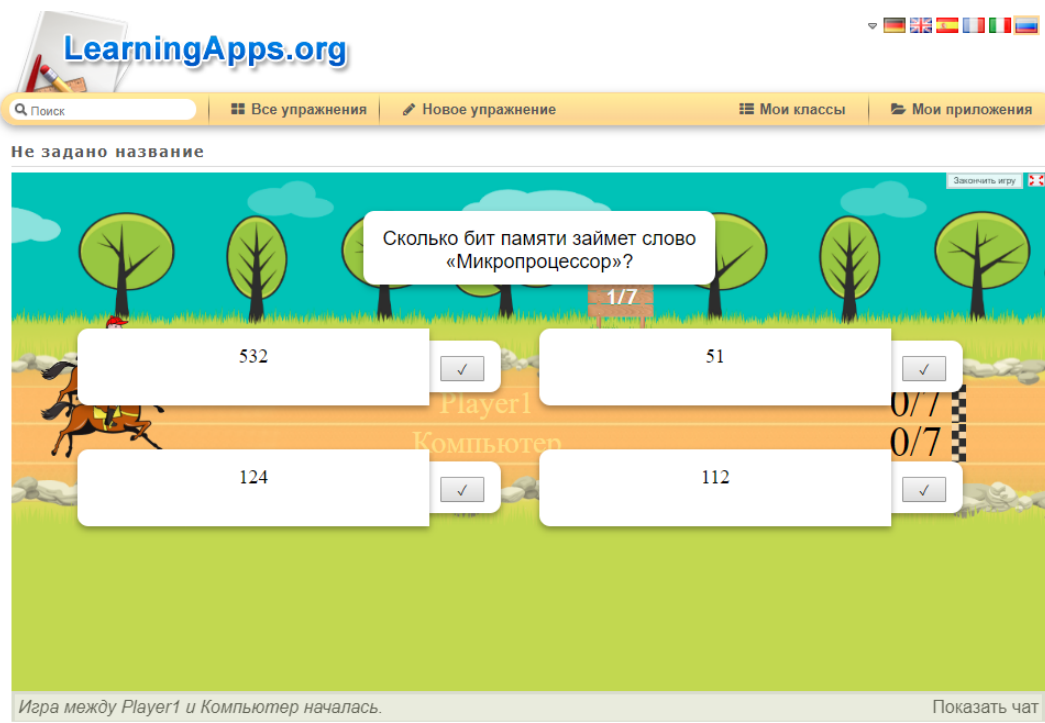 LearningApps.org
Поиск
Все упражнения
Новое упражнение
Мои классы
Мои приложения
Не задано название
Закончить игру
Сколько бит памяти займет слово
«Микропроцессор»?
1/7
532
51
Player1
0/7
Компьютер
0/7
124
112
Игра между Player1 и Компьютер началась.
Показать чат